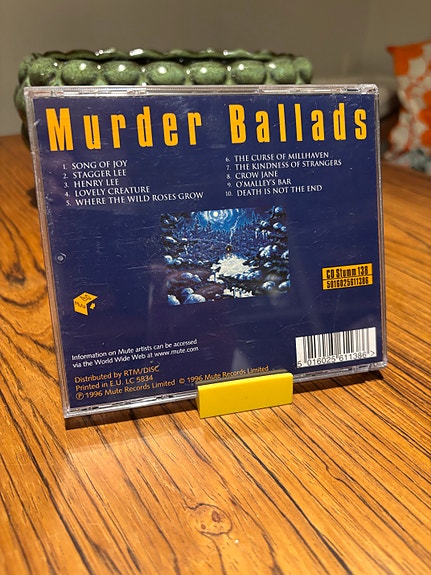 Murder Ballads
1. SONG OF JOY
2. STAGGER LEE
3. HENRY LEE
4. LOVELY CREATURE
5. WHERE THE WILD ROSES GROW
6. THE CURSE OF MILLHAVEN
7. THE KINDNESS OF STRANGERS
8. CROW JANE
9. O'MALLEY'S BAR
10. DEATH IS NOT THE END
CD Stumm 138
5016025611386
Mute
Information on Mute artists can be accessed
via the World Wide Web at www.mute.com
Distributed by RTM/DISC
Printed in E.U. LC 5834
℗ 1996 Mute Records Limited © 1996 Mute Records Limited
5 016025 611386 >